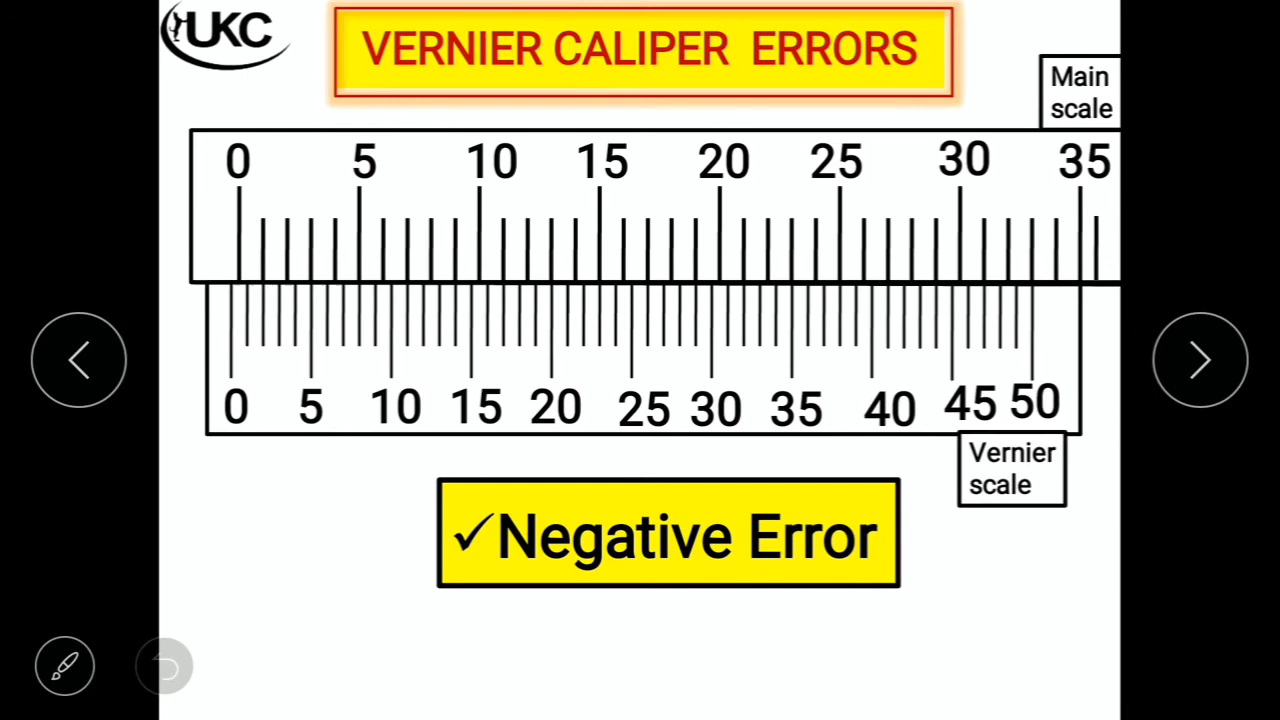 UKC
VERNIER CALIPER ERRORS
Main
scale
0 5 10 15 20 25 30 35
0 5 10 15 20 25 30 35 40 45 50
Vernier
scale
✓Negative Error